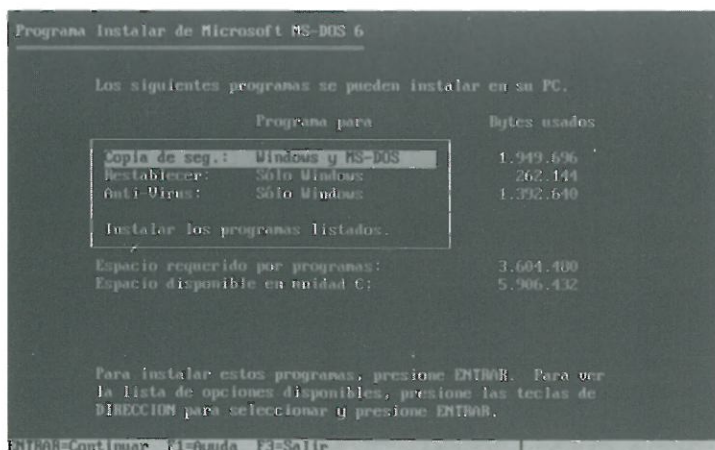 Programa Instalar de Microsoft MS-DOS 6
Los siguientes programas se pueden instalar en su PC.
Programa para Bytes usados
Copia de seg.: Windows y MS-DOS 1.949.696
Restablecer: Sólo Windows 262.144
Anti-Virus: Sólo Windows 1.392.640
Instalar los programas listados.
Espacio requerido por programas: 3.604.480
Espacio disponible en unidad C: 5.906.432
Para instalar estos programas, presione ENTRAR. Para ver
la lista de opciones disponibles, presione las teclas de
DIRECCION para seleccionar y presione ENTRAR.
ENTRAR=Continuar F1=Ayuda F3=Salir